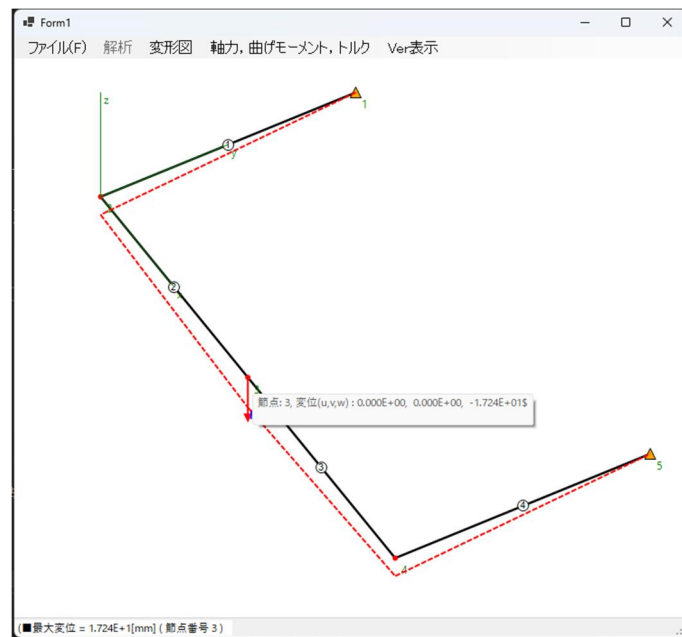 Form1
ファイル(F) 解析 変形図 軸力，曲げモーメント，トルク Ver表示
z
1
①
y
②
節点: 3, 変位(u,v,w) : 0.000E+00, 0.000E+00, -1.724E+01$
③
5
④
4
(■最大変位 = 1.724E+1[mm] ( 節点番号 3 )